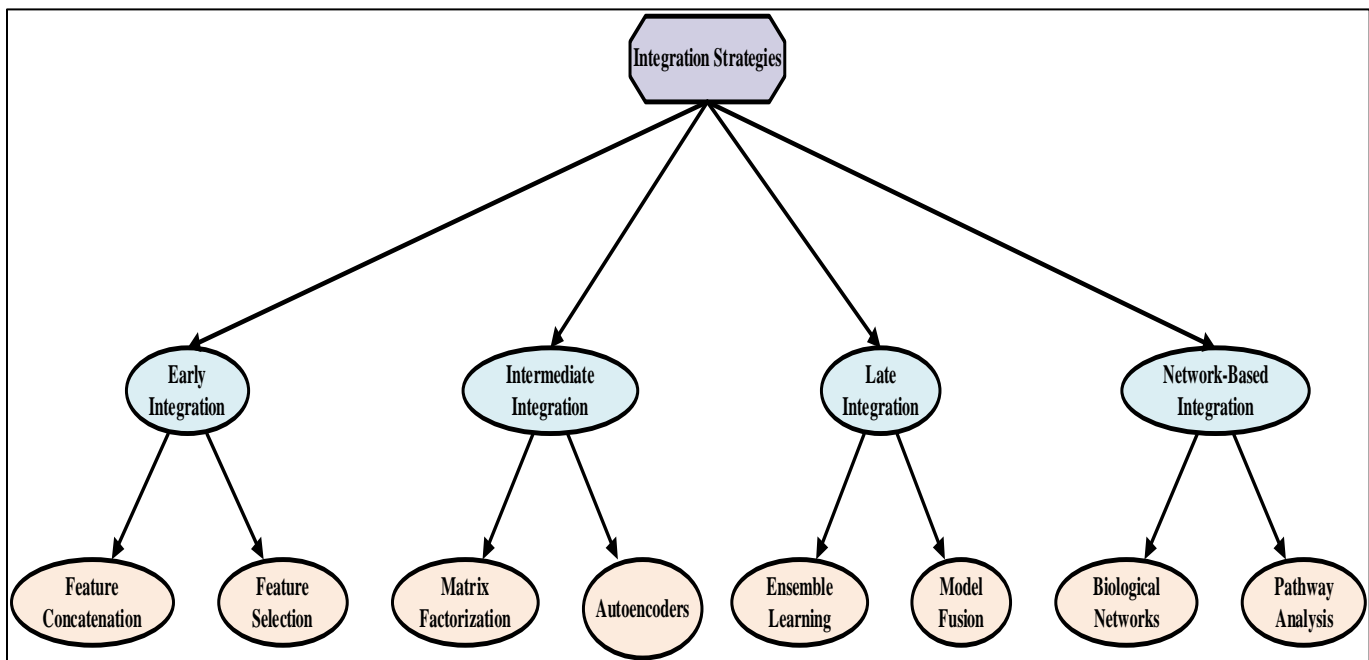 Integration Strategies
Early
Integration
Intermediate
Integration
Late
Integration
Network-Based
Integration
Feature
Concatenation
Feature
Selection
Matrix
Factorization
Autoencoders
Ensemble
Learning
Model
Fusion
Biological
Networks
Pathway
Analysis